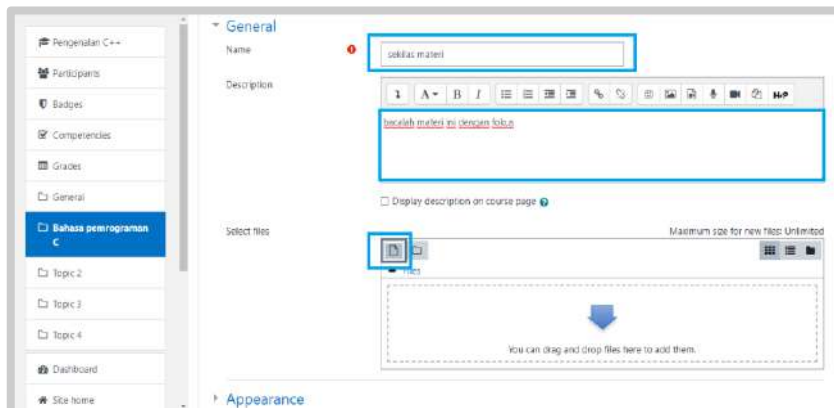 Pengenalan C++
Participants
Badges
Competencies
Grades
General
Bahasa pemrograman
C
Topic 2
Topic 3
Topic 4
Dashboard
Site home
General
Name
sekilas materi
Description
A B I H-P
bacalah materi ini dengan fokus
Display description on course page
Select files
Maximum size for new files: Unlimited
Files
You can drag and drop files here to add them.
Appearance